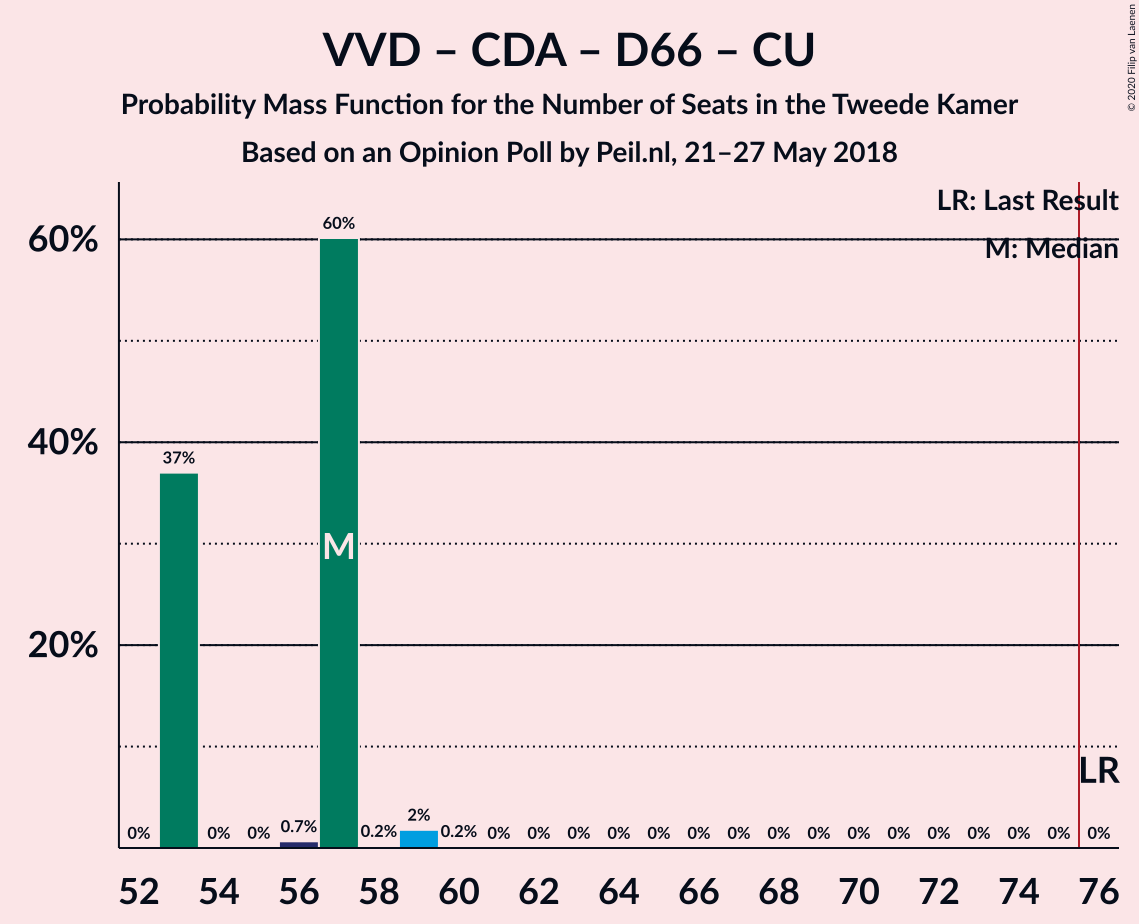 VVD – CDA – D66 – CU
Probability Mass Function for the Number of Seats in the Tweede Kamer
Based on an Opinion Poll by Peil.nl, 21–27 May 2018
© 2020 Filip van Laenen
LR: Last Result
M: Median
60%
40%
20%
0% 37% 0% 0% 0.7% 60% 0.2% 2% 0.2% 0% 0% 0% 0% 0% 0% 0% 0% 0% 0% 0% 0% 0% 0% 0% 0%
M
LR
52 54 56 58 60 62 64 66 68 70 72 74 76